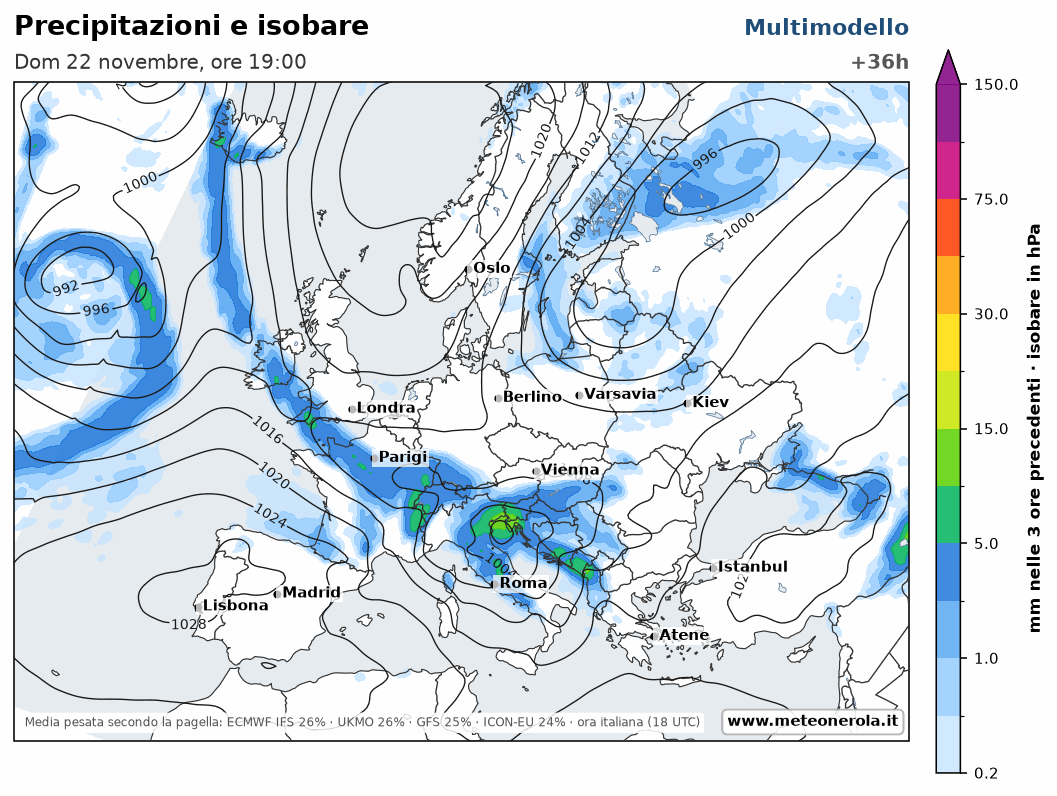 Precipitazioni e isobare
Multimodello
Dom 22 novembre, ore 19:00
+36h
150.0
75.0
30.0
15.0
5.0
1.0
0.2
mm nelle 3 ore precedenti · isobare in hPa
1020
1012
996
1000
1000
1004
992
996
Oslo
Londra
Berlino
Varsavia
Kiev
1016
Parigi
Vienna
1020
1024
Roma
Istanbul
Madrid
Lisbona
1028
Atene
Media pesata secondo la pagella: ECMWF IFS 26% · UKMO 26% · GFS 25% · ICON-EU 24% · ora italiana (18 UTC)
www.meteonerola.it